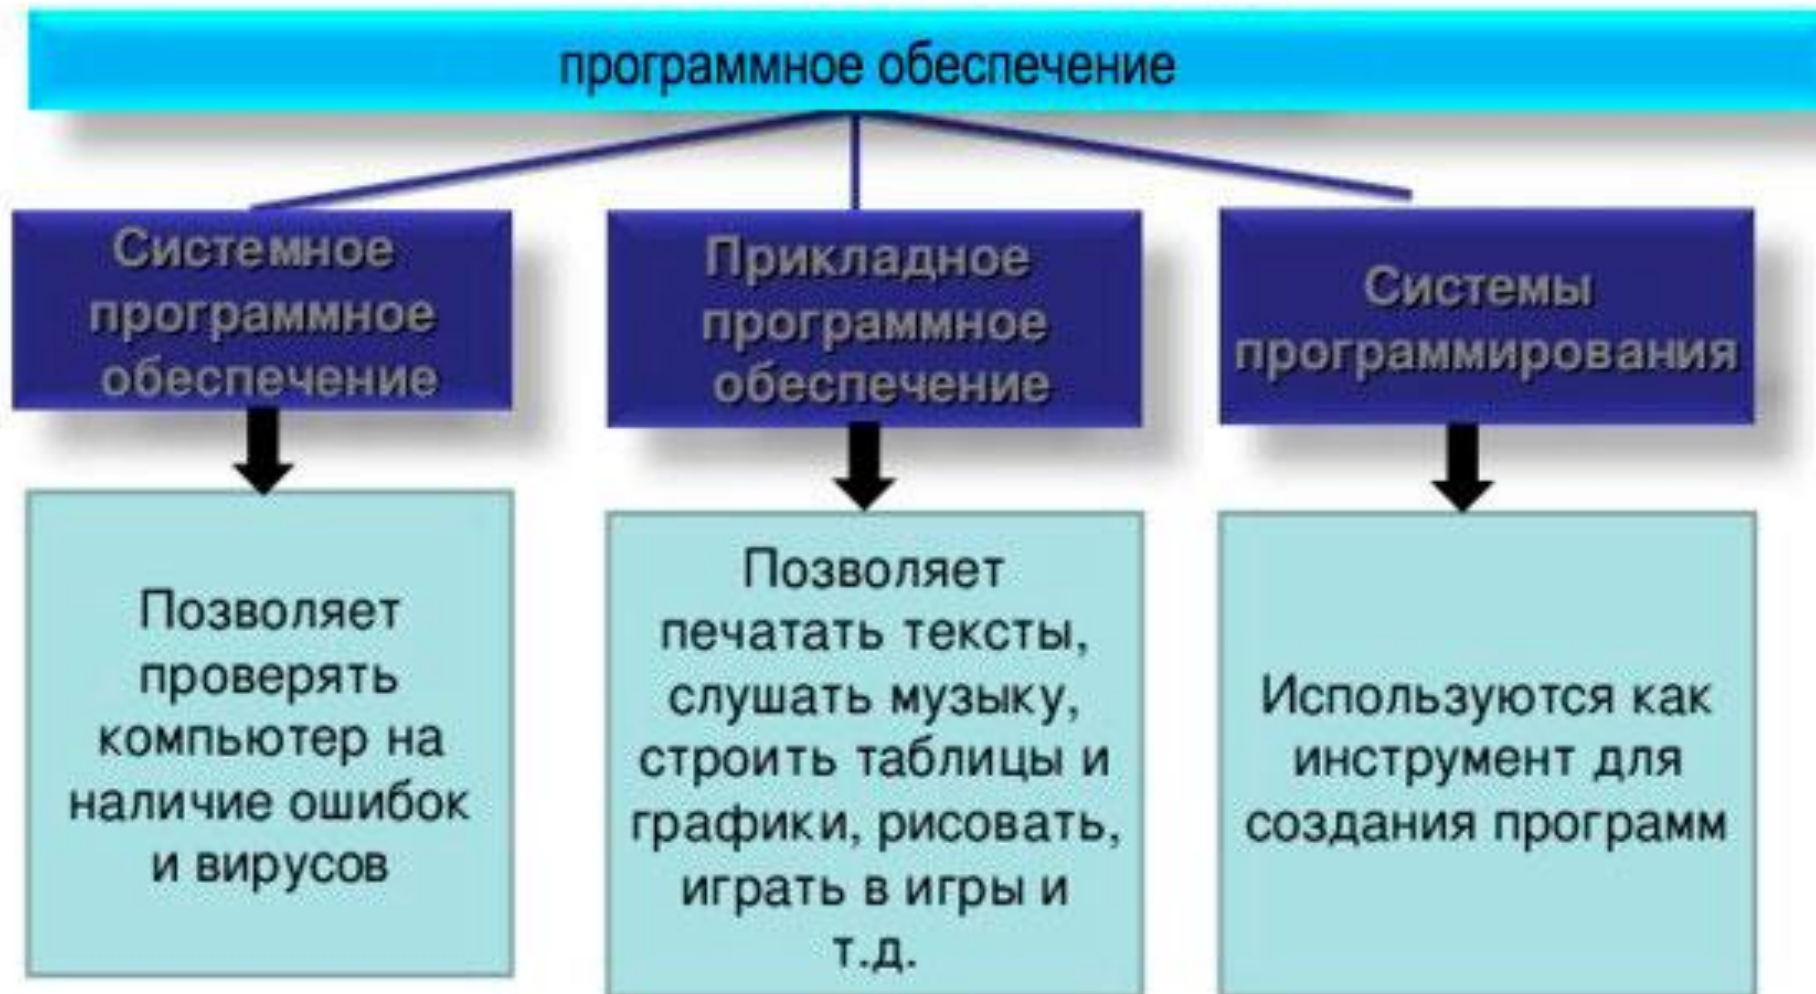 программное обеспечение
Системное
программное
обеспечение
Прикладное
программное
обеспечение
Системы
программирования
Позволяет
проверять
компьютер на
наличие ошибок
и вирусов
Позволяет
печатать тексты,
слушать музыку,
строить таблицы и
графики, рисовать,
играть в игры и
т.д.
Используются как
инструмент для
создания программ